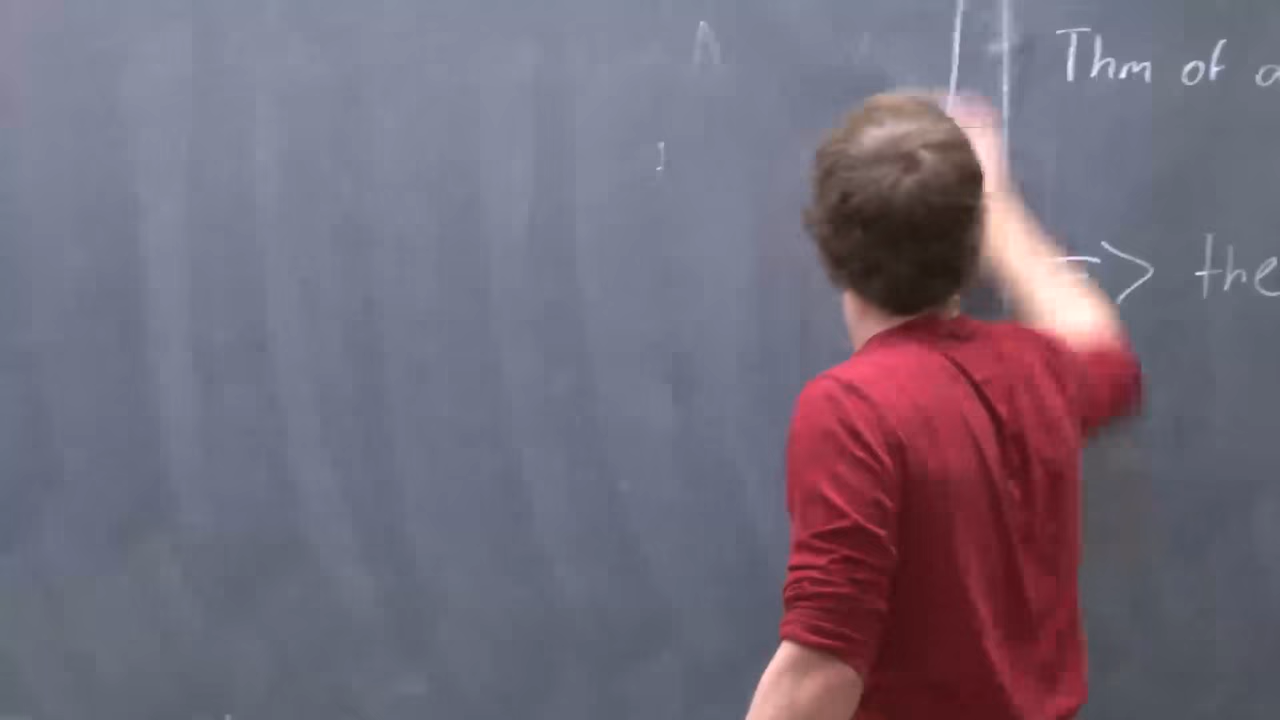 Thm of
=> the